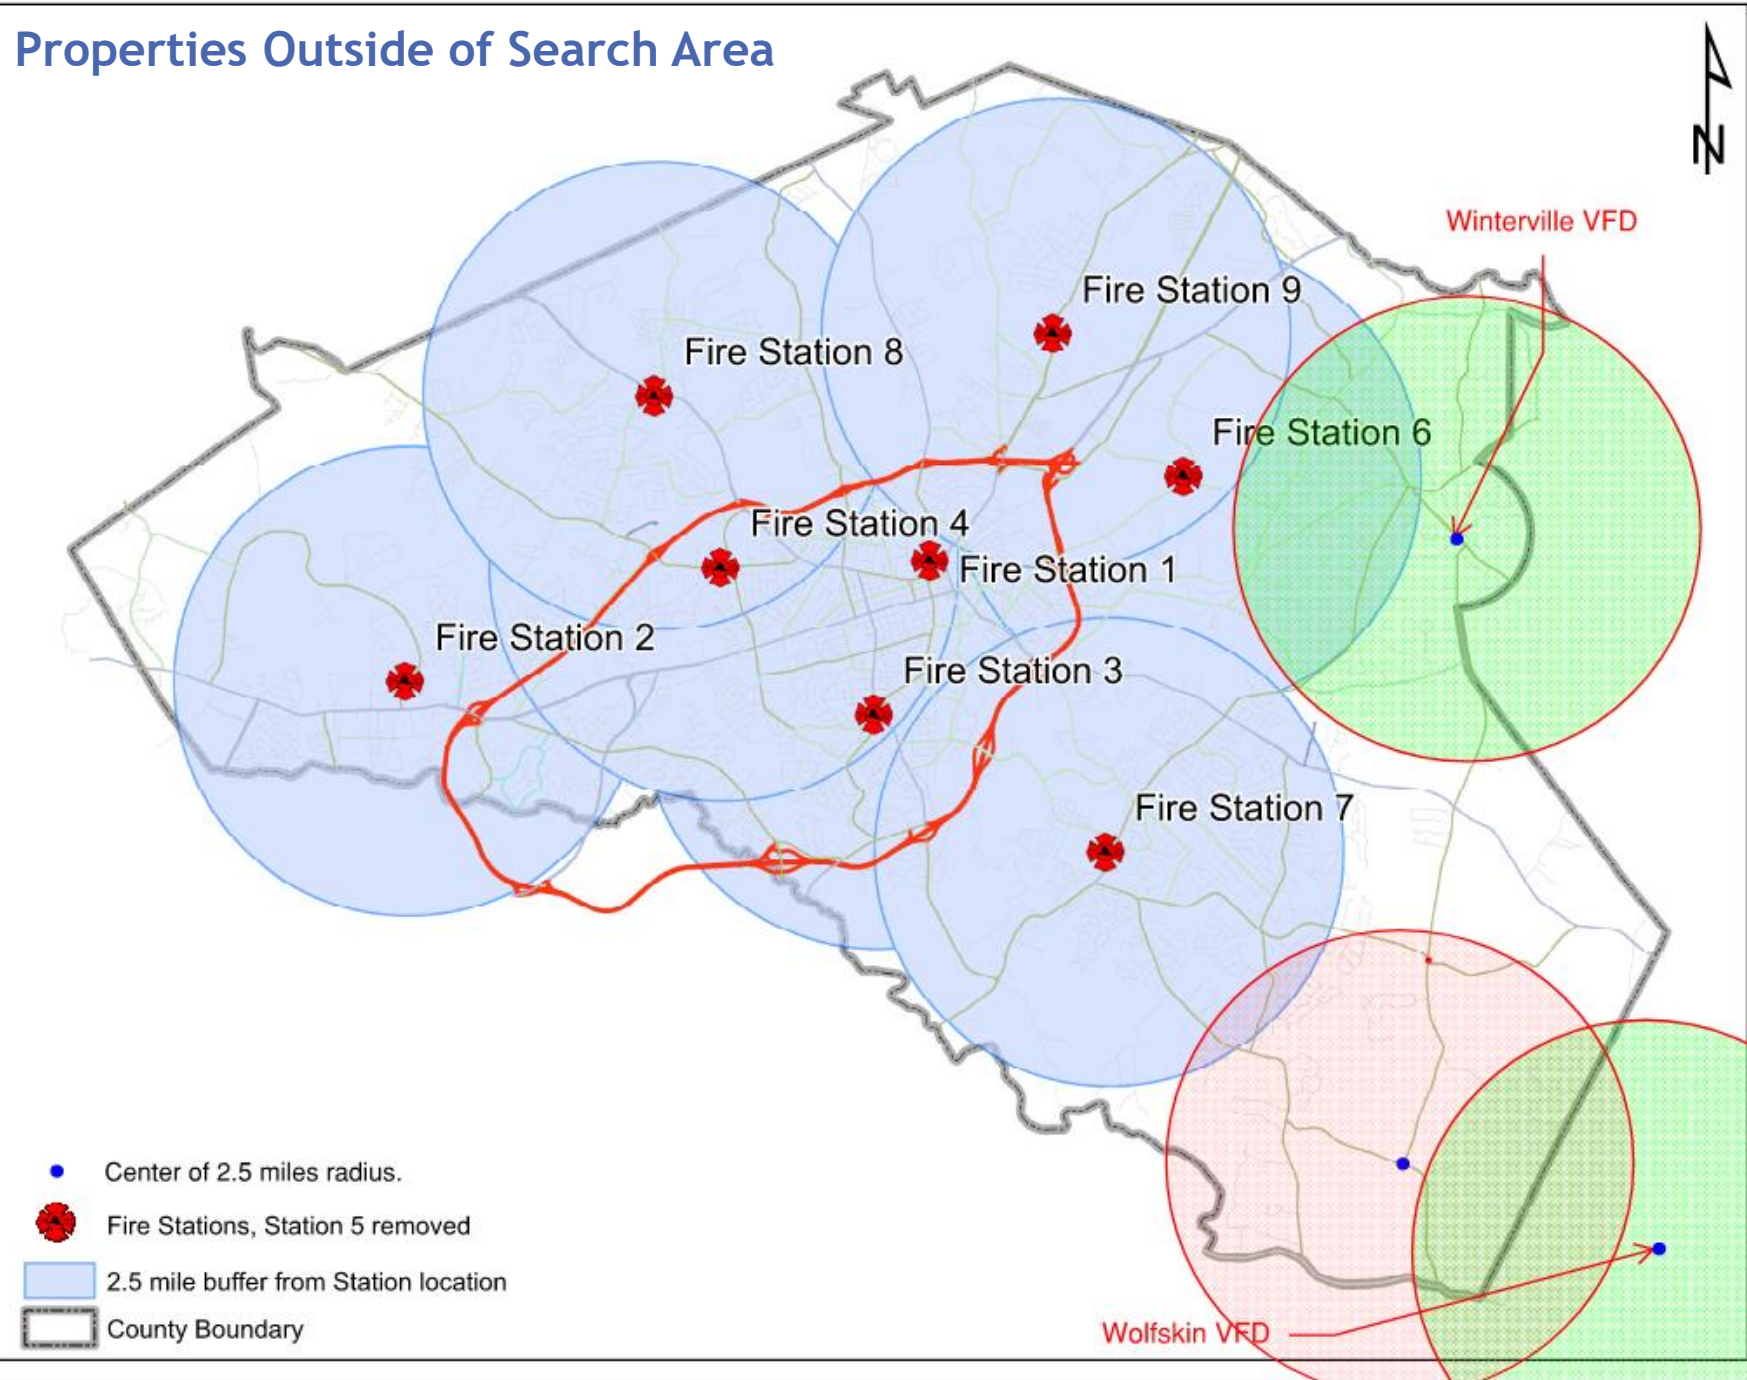 Properties Outside of Search Area
N
Winterville VFD
Fire Station 9
Fire Station 8
Fire Station 6
Fire Station 4
Fire Station 1
Fire Station 2
Fire Station 3
Fire Station 7
Center of 2.5 miles radius.
Fire Stations, Station 5 removed
2.5 mile buffer from Station location
County Boundary
Wolfskin VFD